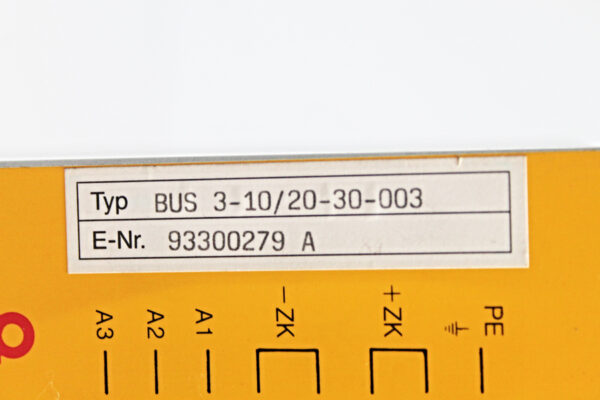 Typ BUS 3-10/20-30-003
E-Nr. 93300279 A
A3 A2 A1 -ZK +ZK PE